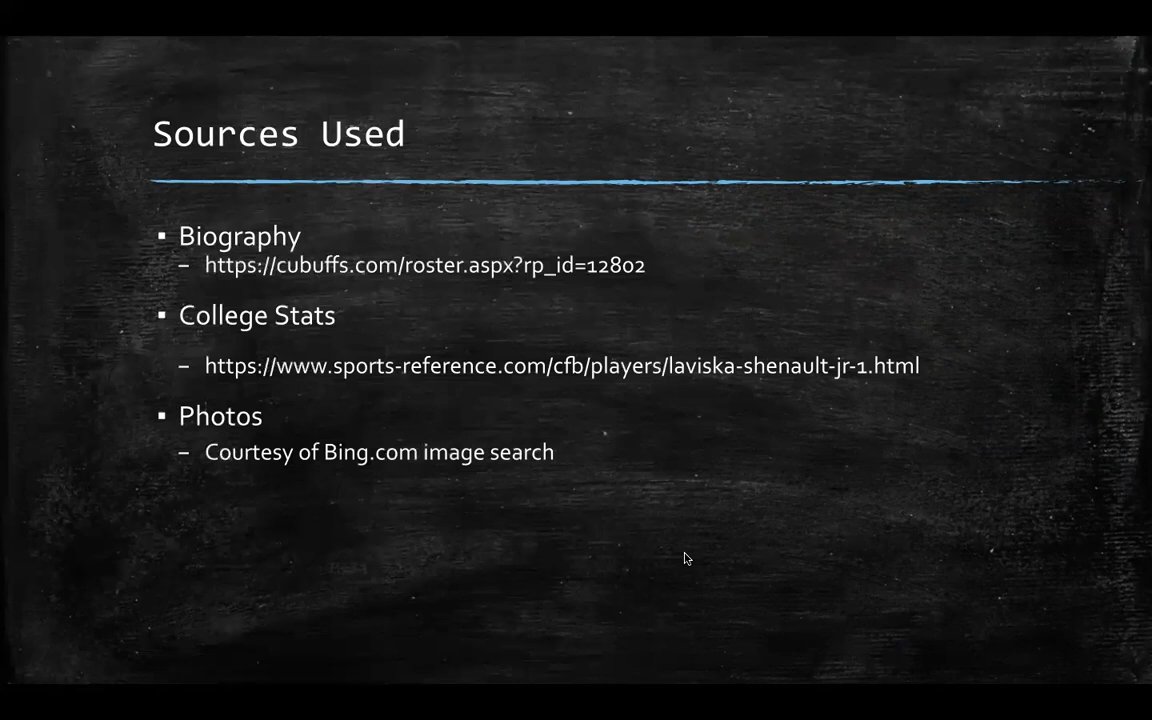 Sources Used
▪ Biography
– https://cubuffs.com/roster.aspx?rp_id=12802
▪ College Stats
– https://www.sports-reference.com/cfb/players/laviska-shenault-jr-1.html
▪ Photos
– Courtesy of Bing.com image search